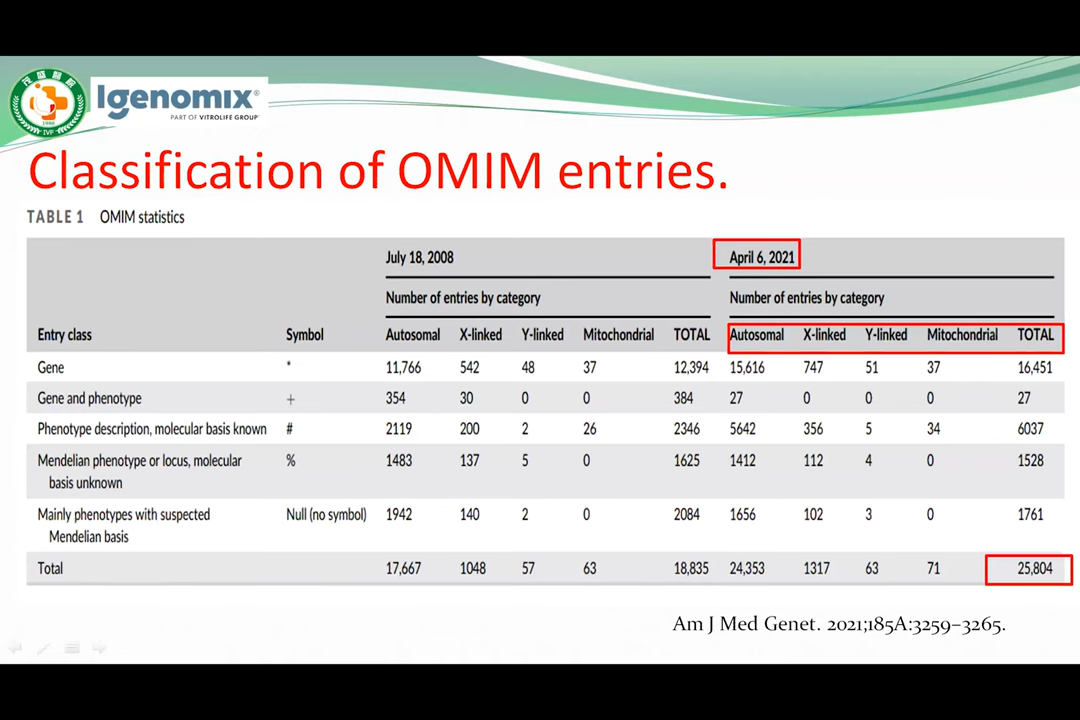 茂盛醫院
1980
IVF
Igenomix®
PART OF VITROLIFE GROUP
Classification of OMIM entries.
TABLE 1 OMIM statistics
July 18, 2008 April 6, 2021
Number of entries by category Number of entries by category
Entry class Symbol Autosomal X-linked Y-linked Mitochondrial TOTAL Autosomal X-linked Y-linked Mitochondrial TOTAL
Gene * 11,766 542 48 37 12,394 15,616 747 51 37 16,451
Gene and phenotype + 354 30 0 0 384 27 0 0 0 27
Phenotype description, molecular basis known # 2119 200 2 26 2346 5642 356 5 34 6037
Mendelian phenotype or locus, molecular % 1483 137 5 0 1625 1412 112 4 0 1528
basis unknown
Mainly phenotypes with suspected Null (no symbol) 1942 140 2 0 2084 1656 102 3 0 1761
Mendelian basis
Total 17,667 1048 57 63 18,835 24,353 1317 63 71 25,804
Am J Med Genet. 2021;185A:3259–3265.